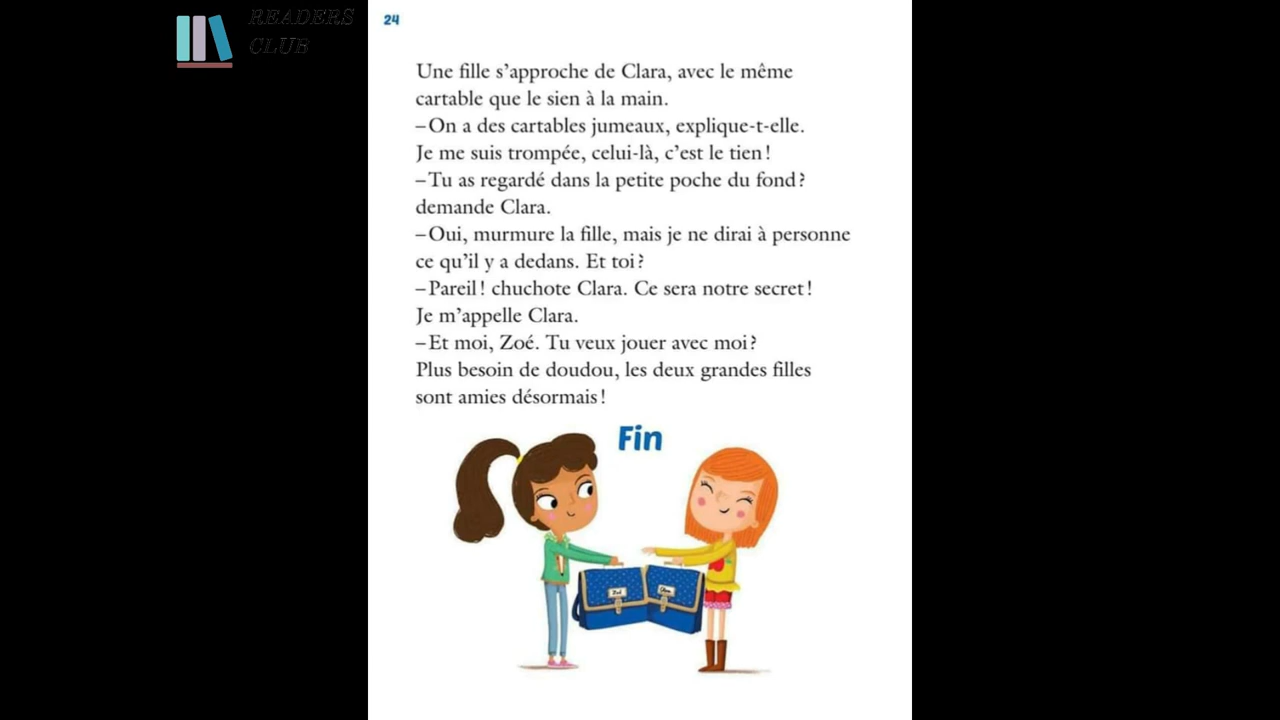 READERS
CLUB
24
Une fille s’approche de Clara, avec le même
cartable que le sien à la main.
– On a des cartables jumeaux, explique-t-elle.
Je me suis trompée, celui-là, c’est le tien !
– Tu as regardé dans la petite poche du fond ?
demande Clara.
– Oui, murmure la fille, mais je ne dirai à personne
ce qu’il y a dedans. Et toi ?
– Pareil ! chuchote Clara. Ce sera notre secret !
Je m’appelle Clara.
– Et moi, Zoé. Tu veux jouer avec moi ?
Plus besoin de doudou, les deux grandes filles
sont amies désormais !
Fin
Zoé